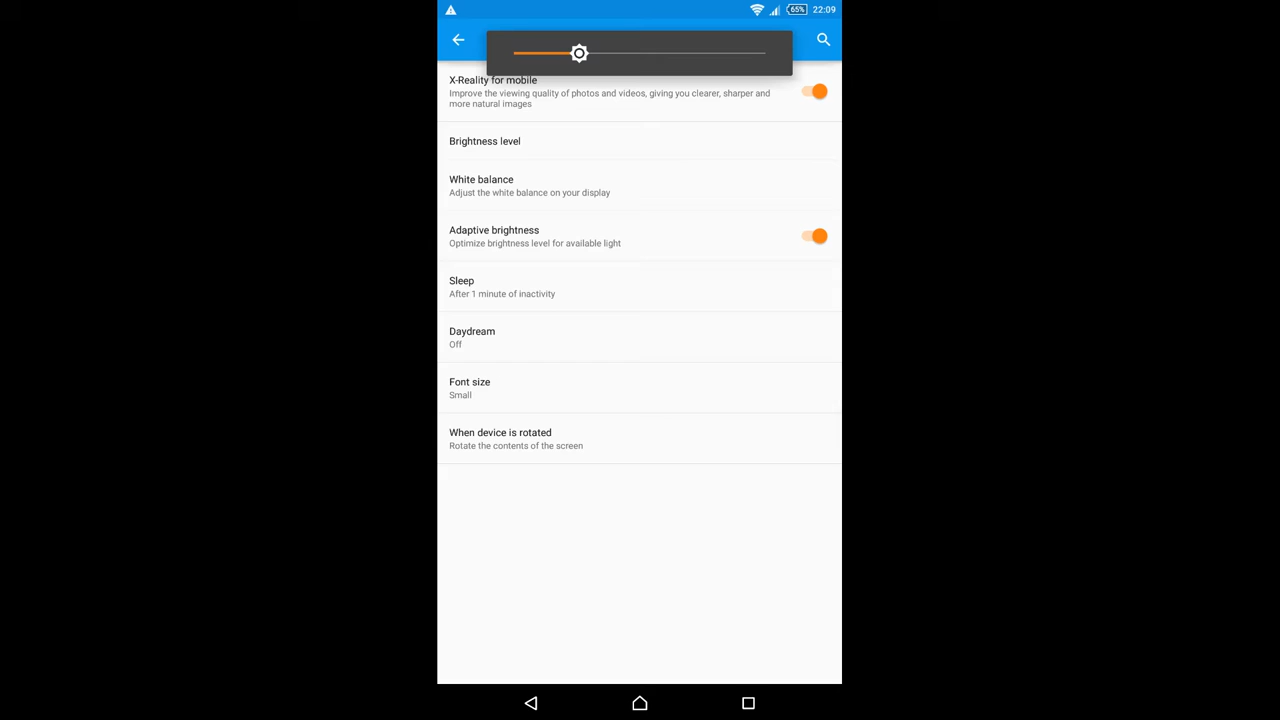 65%
22:09
X-Reality for mobile
Improve the viewing quality of photos and videos, giving you clearer, sharper and
more natural images
Brightness level
White balance
Adjust the white balance on your display
Adaptive brightness
Optimize brightness level for available light
Sleep
After 1 minute of inactivity
Daydream
Off
Font size
Small
When device is rotated
Rotate the contents of the screen